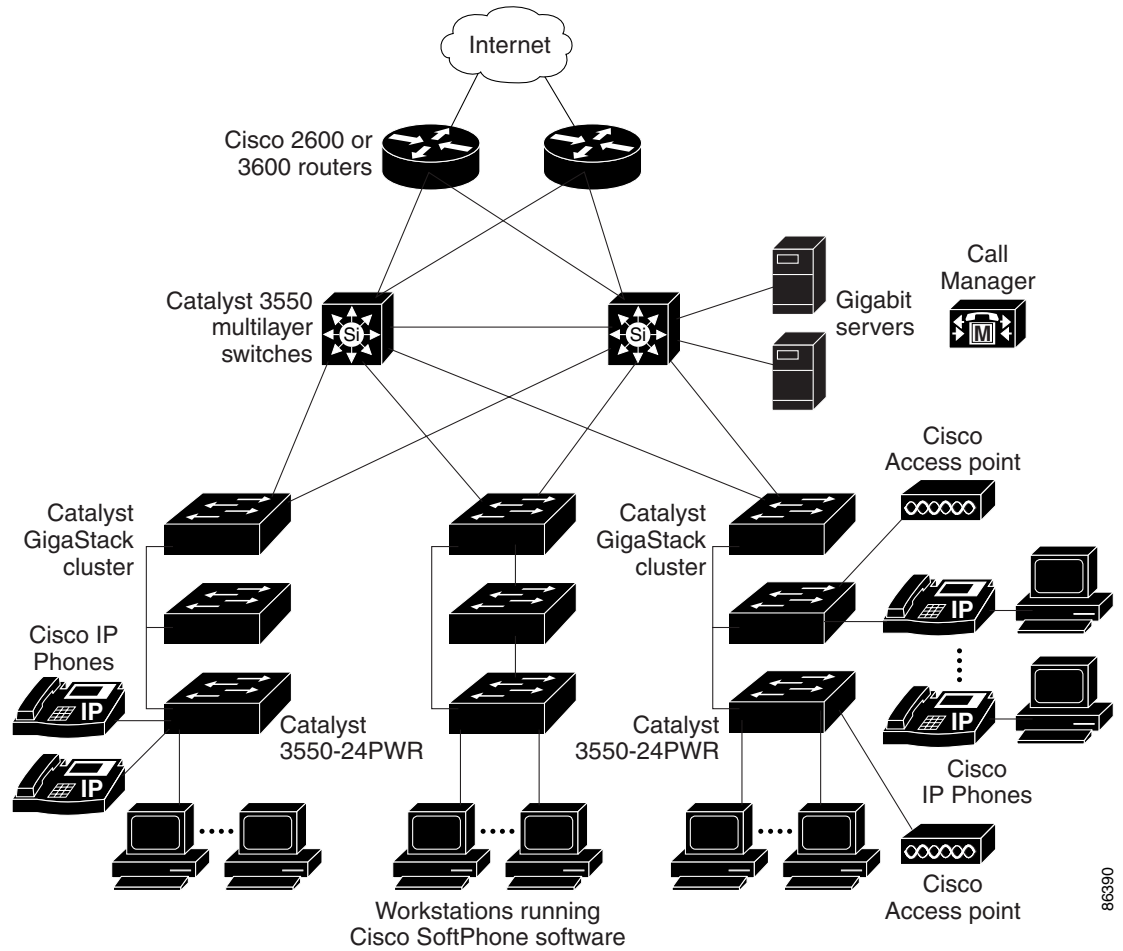 Internet
Cisco 2600 or
3600 routers
Catalyst 3550
multilayer
switches
Si
Si
Gigabit
servers
Call
Manager
M
Cisco
Access point
Catalyst
GigaStack
cluster
Catalyst
GigaStack
cluster
Cisco IP
Phones
IP
IP
IP
IP
Catalyst
3550-24PWR
Catalyst
3550-24PWR
Cisco
IP Phones
Workstations running
Cisco SoftPhone software
Cisco
Access point
86390